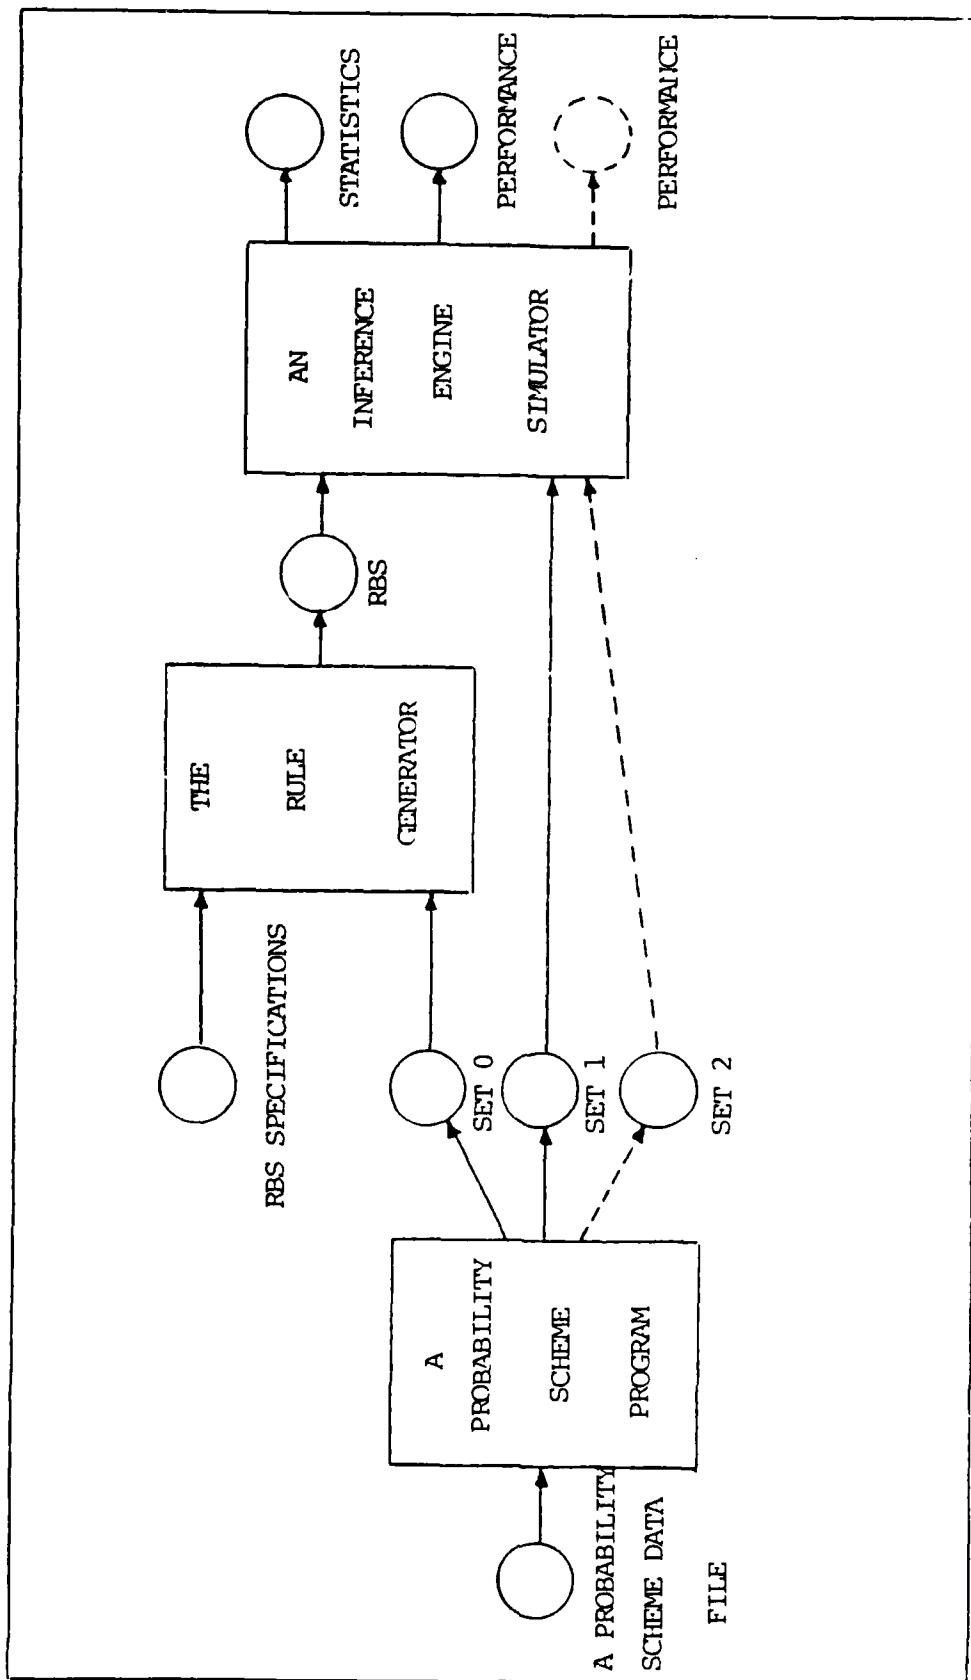 A PROBABILITY
SCHEME DATA
FILE
A
PROBABILITY
SCHEME
PROGRAM
RBS SPECIFICATIONS
SET 0
SET 1
SET 2
THE
RULE
GENERATOR
RBS
AN
INFERENCE
ENGINE
SIMULATOR
STATISTICS
PERFORMANCE
PERFORMANCE